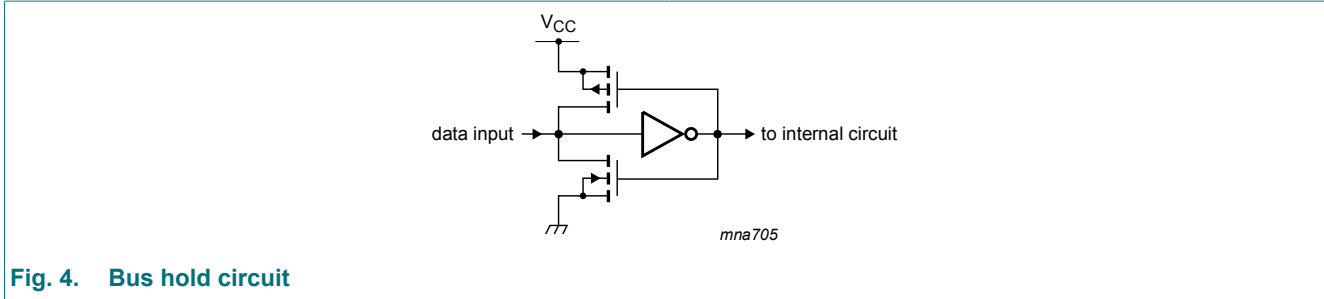 VCC
data input
to internal circuit
mna705
Fig. 4. Bus hold circuit